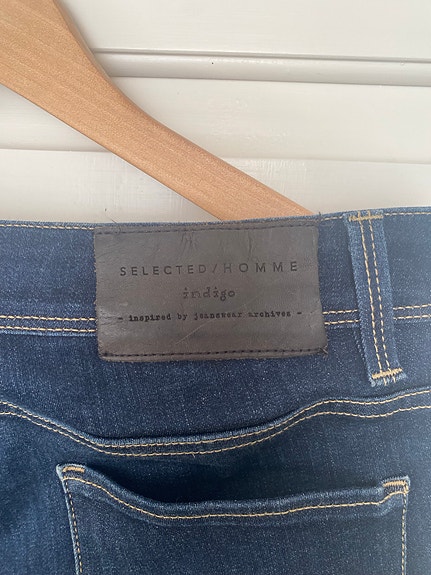 SELECTED/HOMME
indigo
- inspired by jeanswear archives -